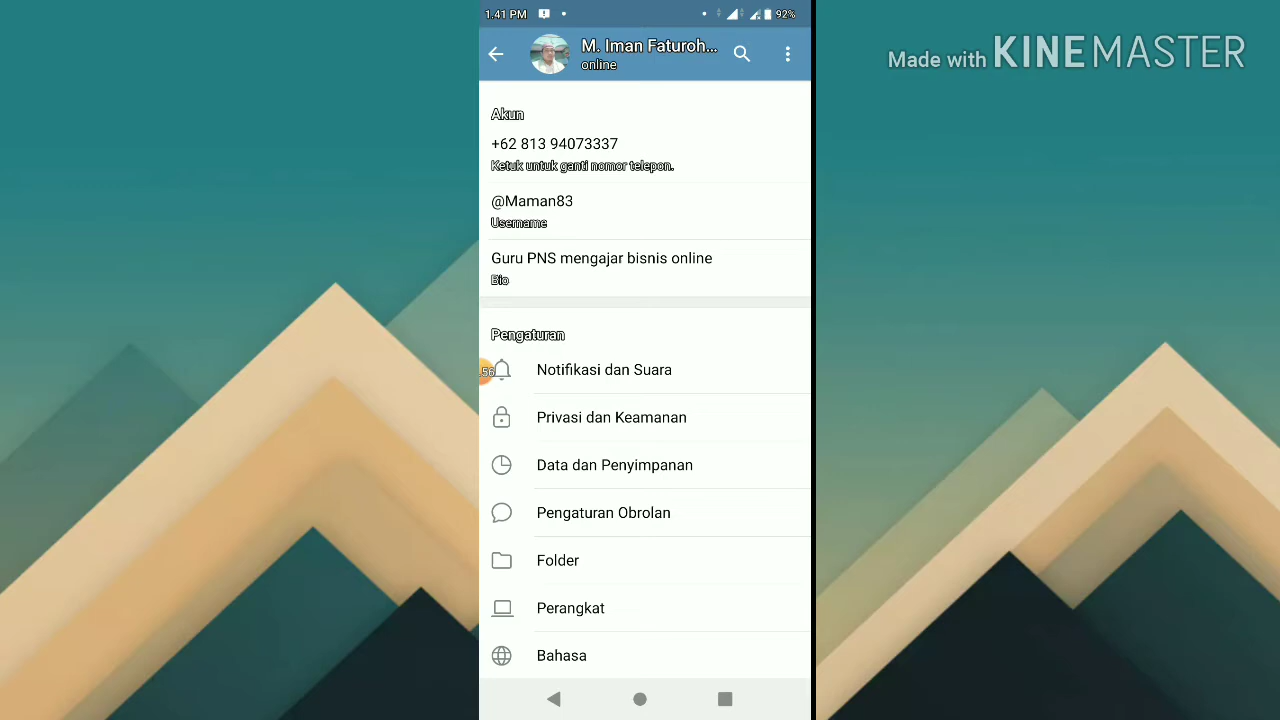 1.41 PM
92%
Made with KINEMASTER
M. Iman Faturoh...
online
Akun
+62 813 94073337
Ketuk untuk ganti nomor telepon.
@Maman83
Username
Guru PNS mengajar bisnis online
Bio
Pengaturan
Notifikasi dan Suara
Privasi dan Keamanan
Data dan Penyimpanan
Pengaturan Obrolan
Folder
Perangkat
Bahasa